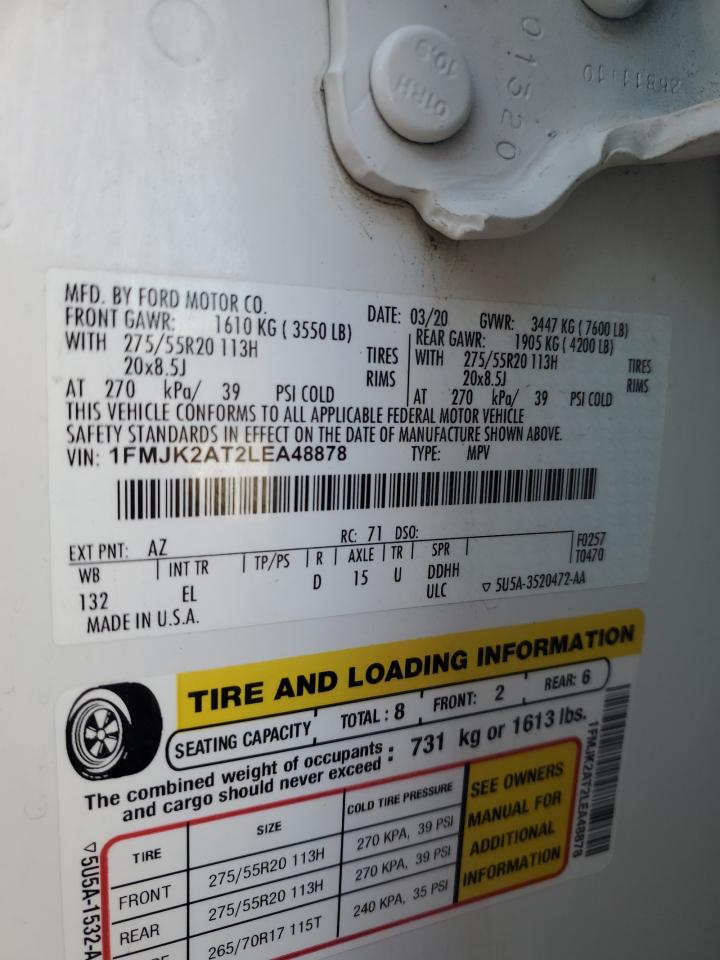 01320
01RH
10.9
MFD. BY FORD MOTOR CO.
DATE: 03/20 GVWR: 3447 KG (7600 LB)
FRONT GAWR: 1610 KG (3550 LB)
REAR GAWR: 1905 KG (4200 LB)
WITH 275/55R20 113H TIRES
WITH 275/55R20 113H TIRES
20x8.5J RIMS
20x8.5J RIMS
AT 270 kPa/ 39 PSI COLD
AT 270 kPa/ 39 PSI COLD
THIS VEHICLE CONFORMS TO ALL APPLICABLE FEDERAL MOTOR VEHICLE
SAFETY STANDARDS IN EFFECT ON THE DATE OF MANUFACTURE SHOWN ABOVE.
VIN: 1FMJK2AT2LEA48878 TYPE: MPV
EXT PNT: AZ RC: 71 DSO: F0257
WB INT TR TP/PS R AXLE TR SPR T0470
132 EL D 15 U DDHH
ULC ▽ 5U5A-3520472-AA
MADE IN U.S.A.
TIRE AND LOADING INFORMATION
SEATING CAPACITY TOTAL : 8 FRONT: 2 REAR: 6
The combined weight of occupants
and cargo should never exceed : 731 kg or 1613 lbs.
TIRE SIZE COLD TIRE PRESSURE
FRONT 275/55R20 113H 270 KPA, 39 PSI
REAR 275/55R20 113H 270 KPA, 39 PSI
265/70R17 115T 240 KPA, 35 PSI
SEE OWNERS
MANUAL FOR
ADDITIONAL
INFORMATION
1FMJK2AT2LEA48878
▽5U5A-1532-A